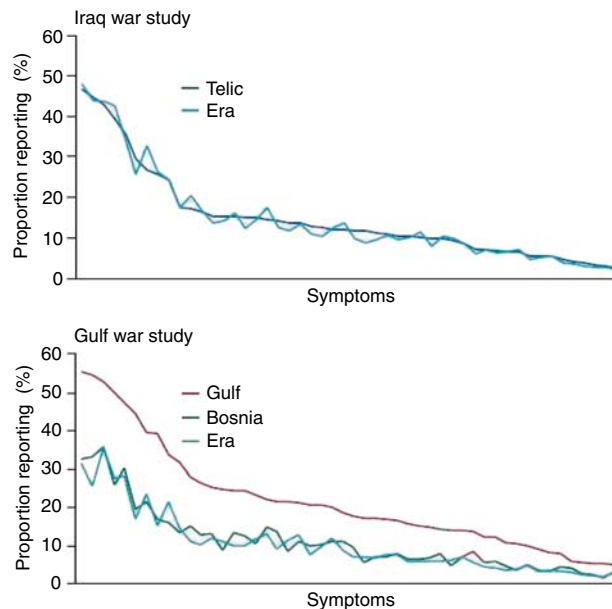 Iraq war study
60
50
40
30
20
10
0
Proportion reporting (%)
Telic
Era
Symptoms
Gulf war study
60
50
40
30
20
10
0
Proportion reporting (%)
Gulf
Bosnia
Era
Symptoms